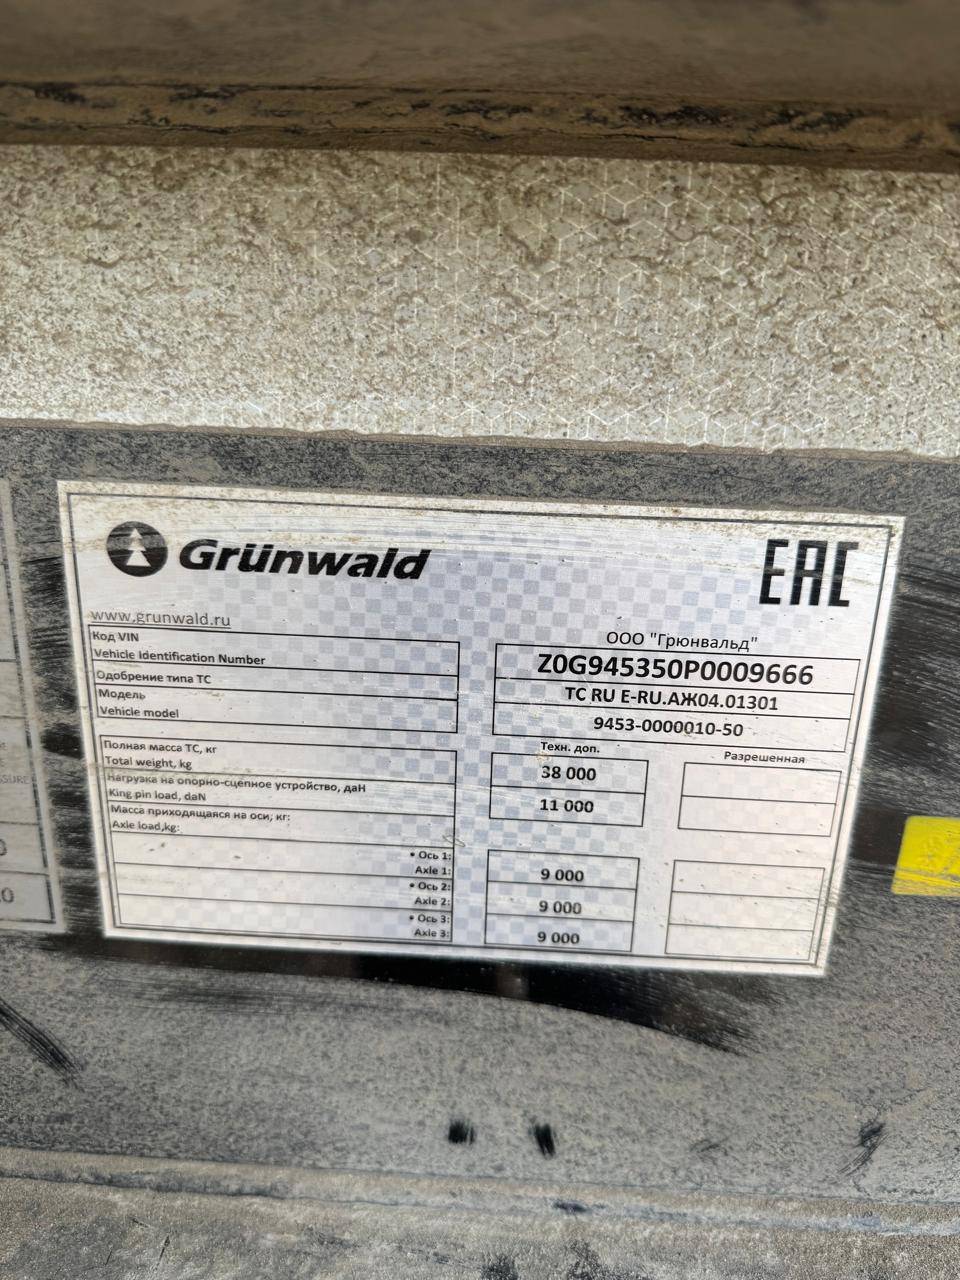 Grünwald
EAC
www.grunwald.ru
ООО "Грюнвальд"
Код VIN
Vehicle Identification Number
Z0G945350P0009666
Одобрение типа ТС
ТС RU E-RU.АЖ04.01301
Модель
Vehicle model
9453-0000010-50
Техн. доп.
Разрешенная
Полная масса ТС, кг
Total weight, kg
38 000
Нагрузка на опорно-сцепное устройство, даН
King pin load, daN
11 000
Масса приходящаяся на оси, кг:
Axle load,kg:
• Ось 1:
Axle 1:
9 000
• Ось 2:
Axle 2:
9 000
• Ось 3:
Axle 3:
9 000